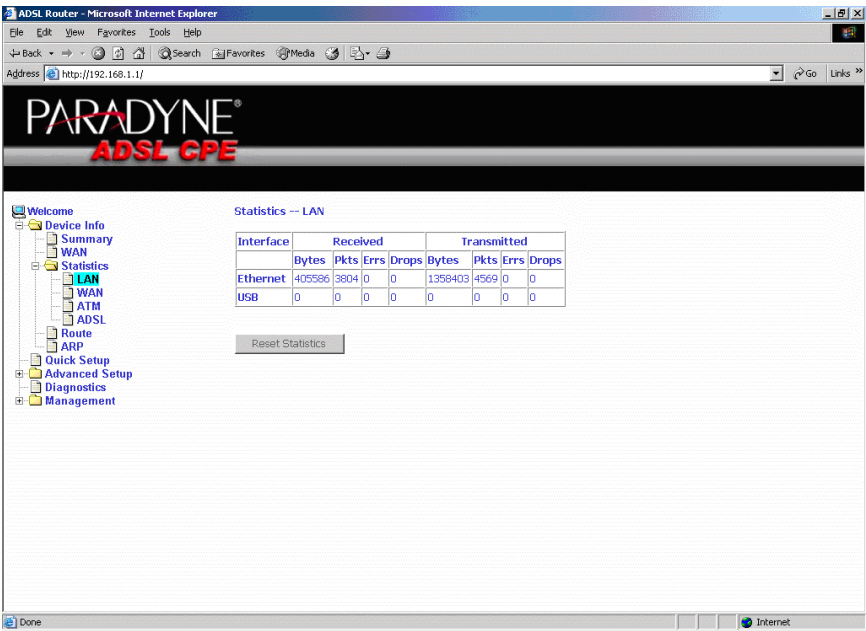 ADSL Router - Microsoft Internet Explorer
File Edit View Favorites Tools Help
Back Search Favorites Media
Address http://192.168.1.1/ Go Links »
PARADYNE®
ADSL CPE
Welcome
Device Info
Summary
WAN
Statistics
LAN
WAN
ATM
ADSL
Route
ARP
Quick Setup
Advanced Setup
Diagnostics
Management
Statistics -- LAN
Interface Received Transmitted
Bytes Pkts Errs Drops Bytes Pkts Errs Drops
Ethernet 405586 3804 0 0 1358403 4569 0 0
USB 0 0 0 0 0 0 0 0
Reset Statistics
Done Internet